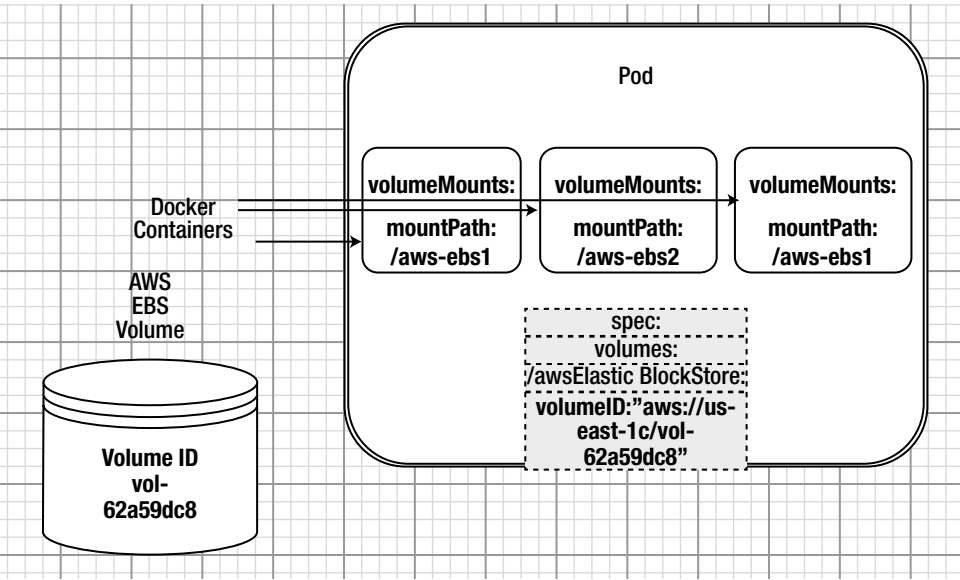 Pod
volumeMounts:
mountPath:
/aws-ebs1
volumeMounts:
mountPath:
/aws-ebs2
volumeMounts:
mountPath:
/aws-ebs1
Docker
Containers
AWS
EBS
Volume
spec:
volumes:
/awsElastic BlockStore:
volumeID:”aws://us-
east-1c/vol-
62a59dc8”
Volume ID
vol-
62a59dc8